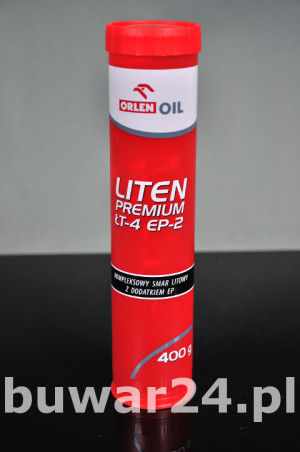 ORLEN OIL
LITEN
PREMIUM
ŁT-4 EP-2
KOMPLEKSOWY SMAR LITOWY
Z DODATKIEM EP
400 g
buwar24.pl